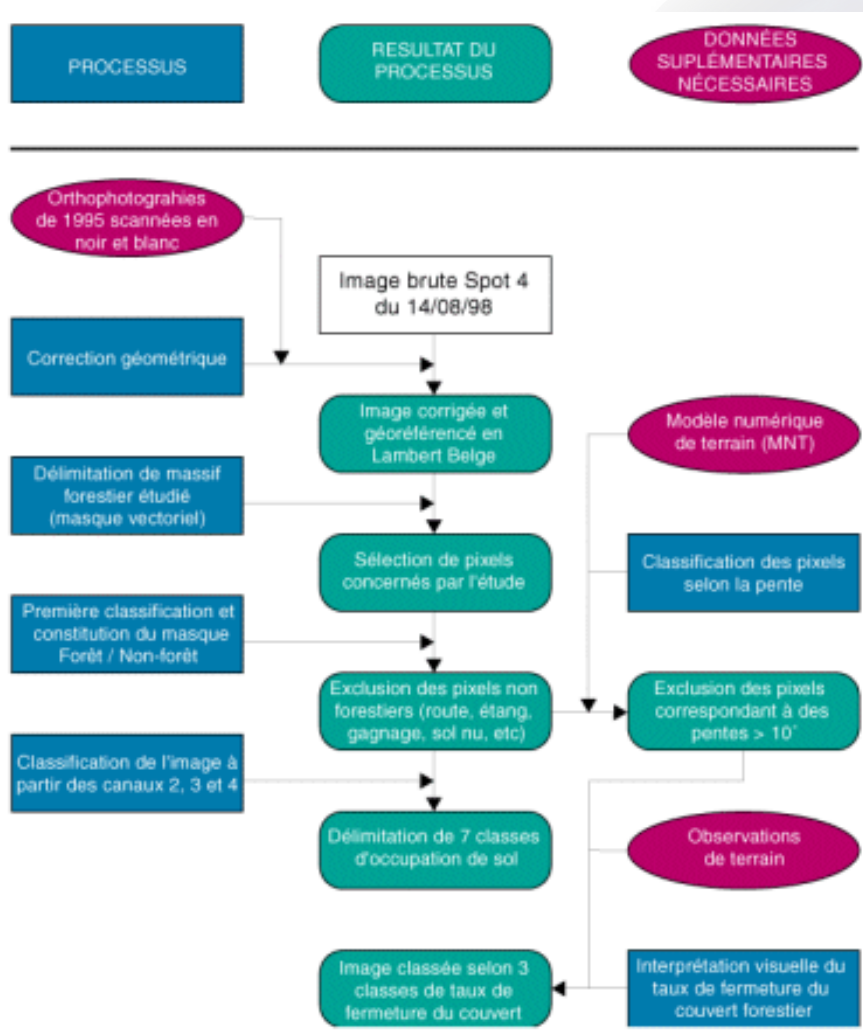 PROCESSUS
RESULTAT DU
PROCESSUS
DONNÉES
SUPLÉMENTAIRES
NÉCESSAIRES
Orthophotograhies
de 1995 scannées en
noir et blanc
Image brute Spot 4
du 14/08/98
Correction géométrique
Image corrigée et
géoréférencé en
Lambert Belge
Modèle numérique
de terrain (MNT)
Délimitation de massif
forestier étudié
(masque vectoriel)
Sélection de pixels
concernés par l'étude
Classification des pixels
selon la pente
Première classification et
constitution du masque
Forêt / Non-forêt
Exclusion des pixels non
forestiers (route, étang,
gagnage, sol nu, etc)
Exclusion des pixels
correspondant à des
pentes > 10°
Classification de l'image à
partir des canaux 2, 3 et 4
Délimitation de 7 classes
d'occupation de sol
Observations
de terrain
Image classée selon 3
classes de taux de
fermeture du couvert
Interprétation visuelle du
taux de fermeture du
couvert forestier